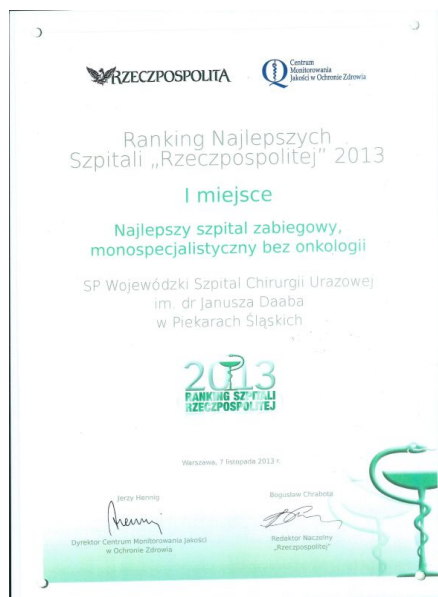 RZECZPOSPOLITA
Centrum
Monitorowania
Jakości w Ochronie Zdrowia
Ranking Najlepszych
Szpitali „Rzeczpospolitej” 2013
I miejsce
Najlepszy szpital zabiegowy,
monospecjalistyczny bez onkologii
SP Wojewódzki Szpital Chirurgii Urazowej
im. dr Janusza Daaba
w Piekarach Śląskich
2013
RANKING SZPITALI
RZECZPOSPOLITEJ
Warszawa, 7 listopada 2013 r.
Jerzy Hennig
Dyrektor Centrum Monitorowania Jakości
w Ochronie Zdrowia
Bogusław Chrabota
Redaktor Naczelny
„Rzeczpospolitej”